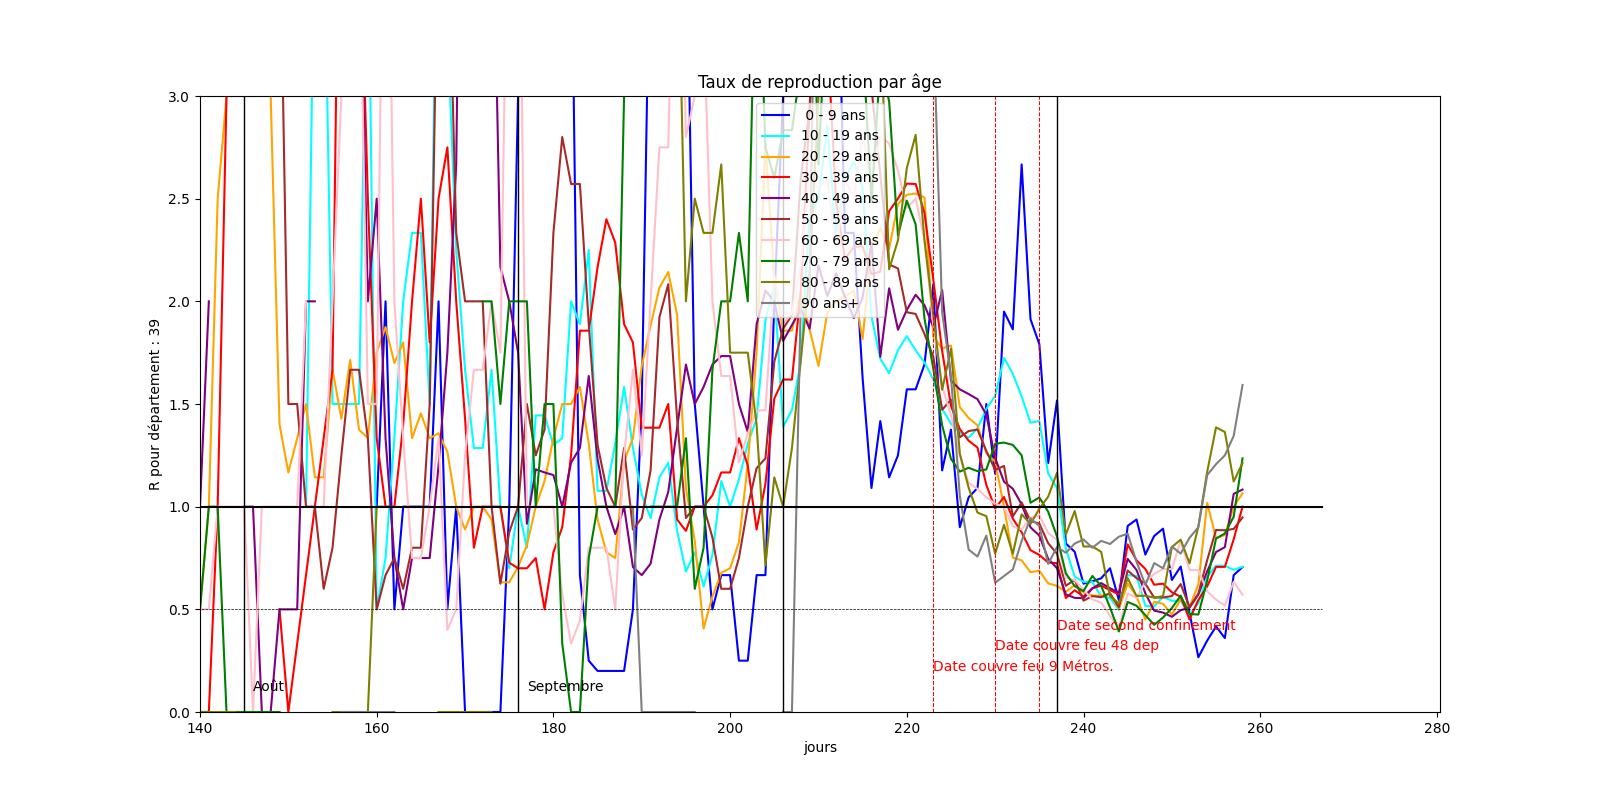 Taux de reproduction par âge
R pour département : 39
3.0
2.5
2.0
1.5
1.0
0.5
0.0
0 - 9 ans
10 - 19 ans
20 - 29 ans
30 - 39 ans
40 - 49 ans
50 - 59 ans
60 - 69 ans
70 - 79 ans
80 - 89 ans
90 ans+
Date second confinement
Date couvre feu 48 dep
Date couvre feu 9 Métros.
Août
Septembre
140
160
180
200
220
240
260
280
jours